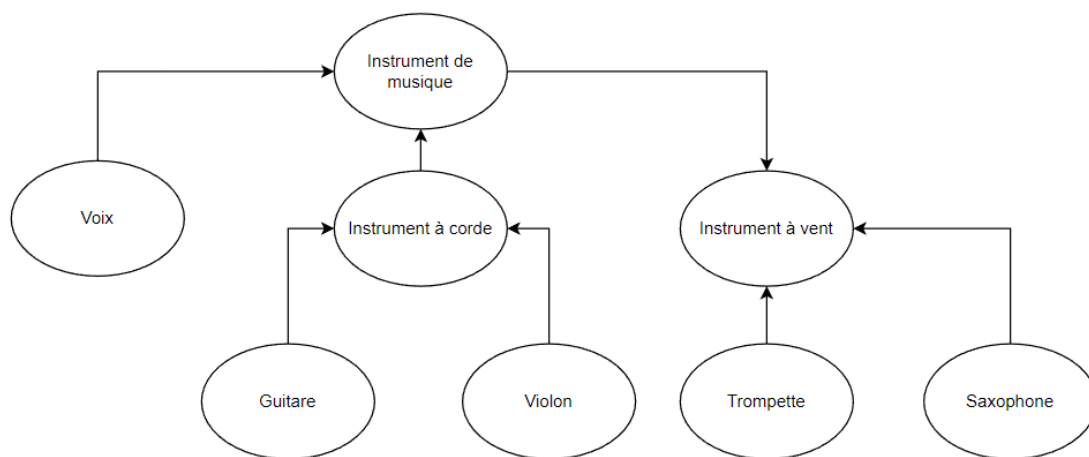 Instrument de
musique
Voix
Instrument à corde
Instrument à vent
Guitare
Violon
Trompette
Saxophone